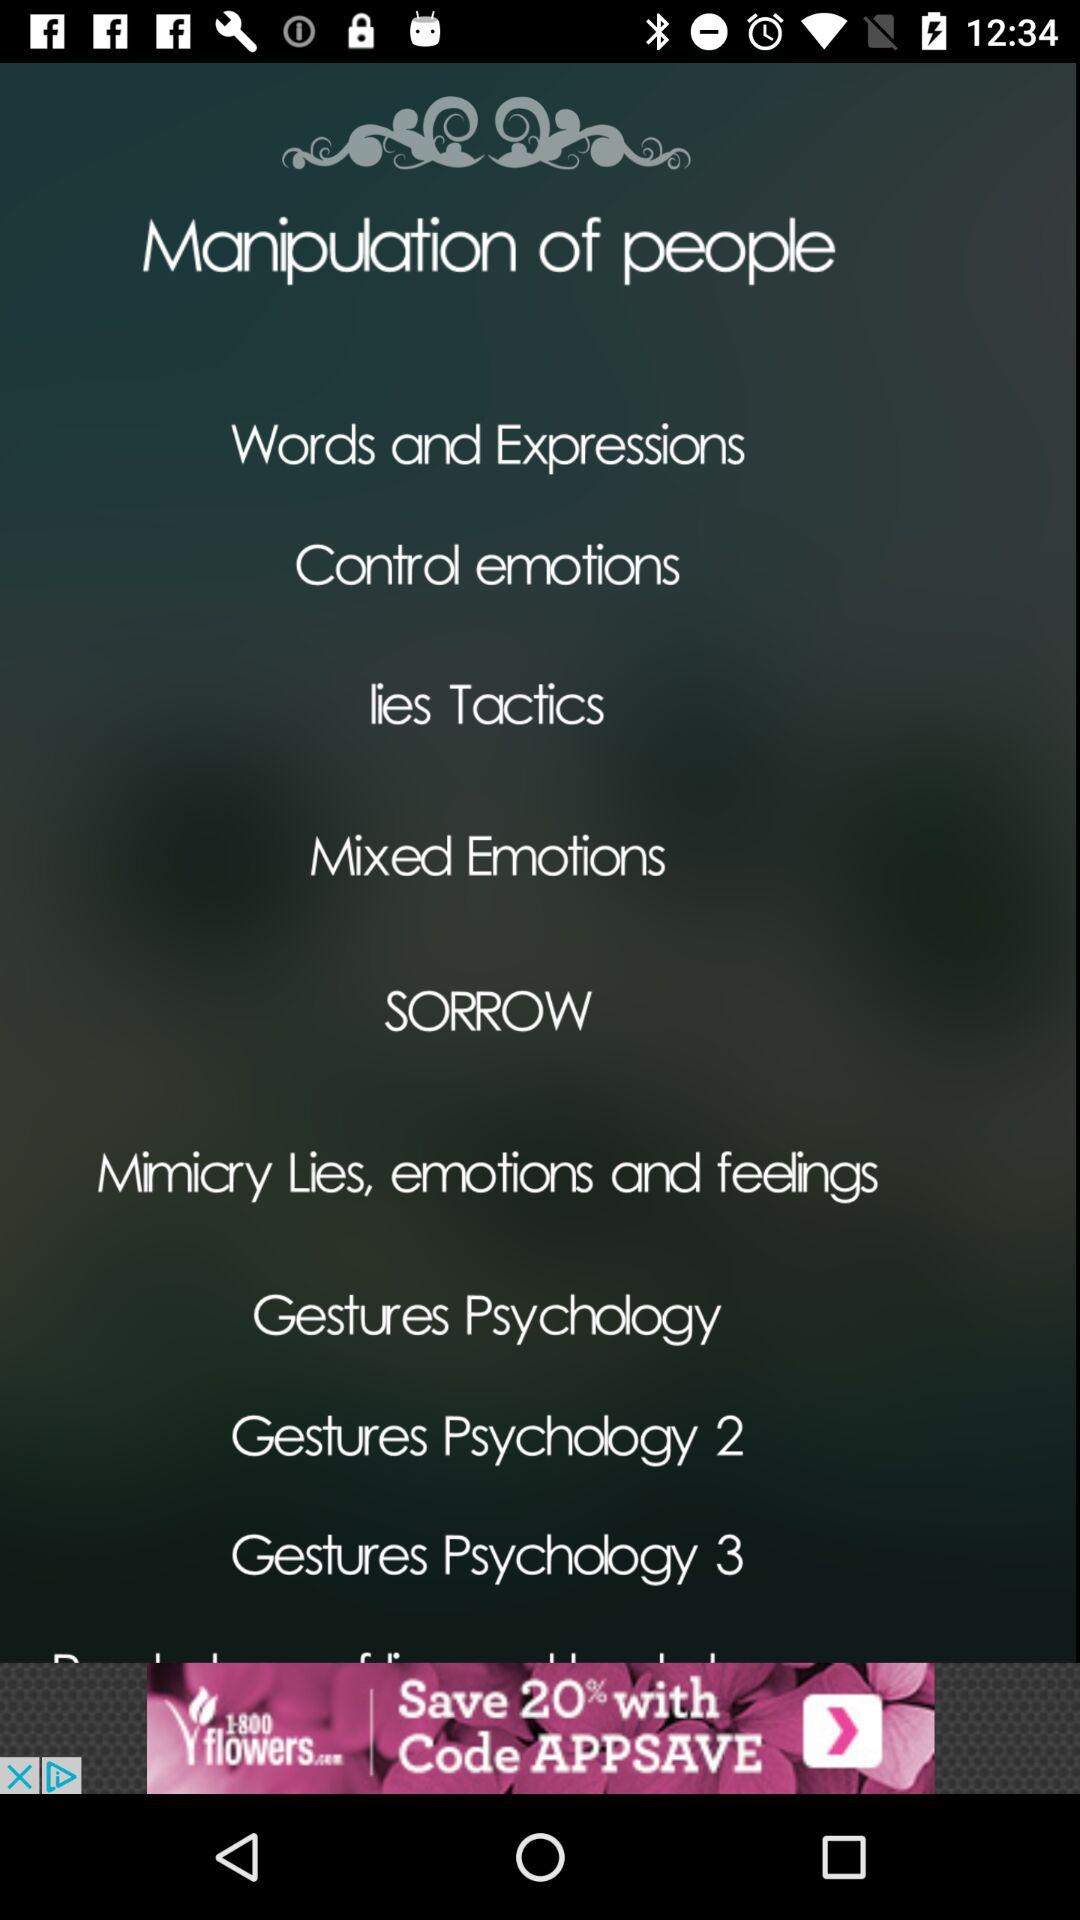 12:34
Manipulation of people
Words and Expressions
Control emotions
lies Tactics
Mixed Emotions
SORROW
Mimicry Lies, emotions and feelings
Gestures Psychology
Gestures Psychology 2
Gestures Psychology 3
1-800
flowers.com
Save 20% with
Code APPSAVE